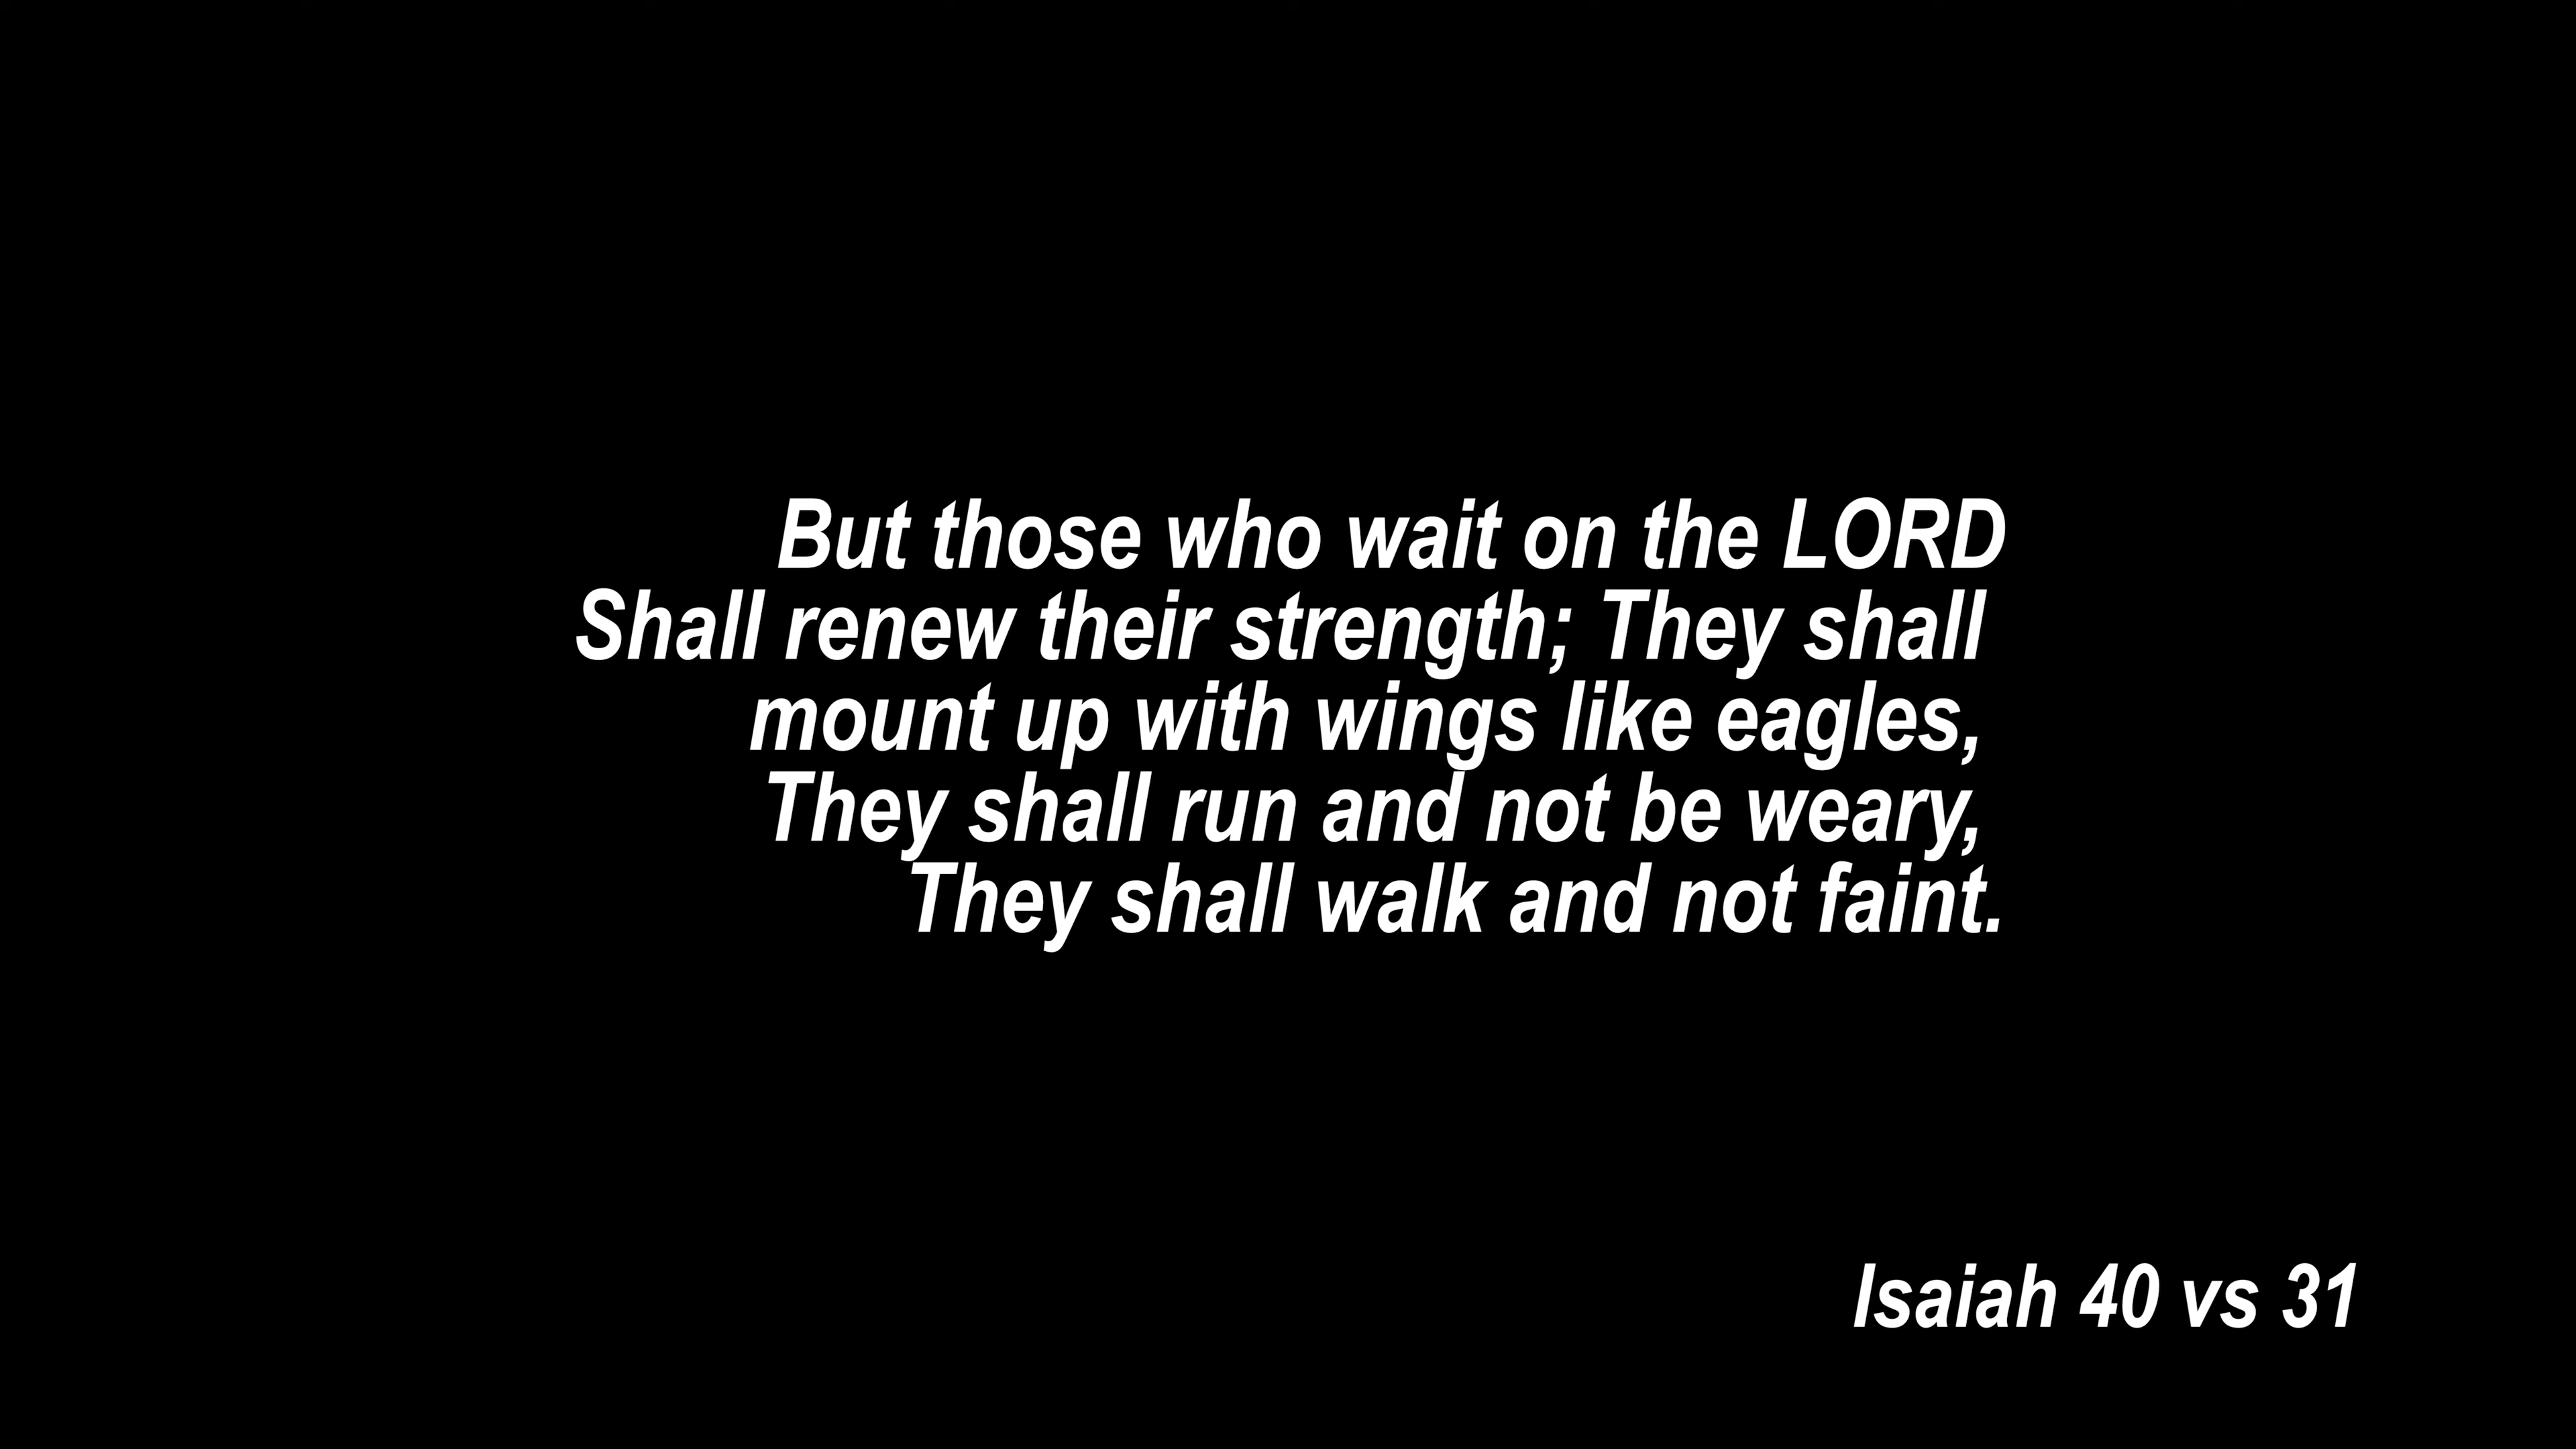 But those who wait on the LORD
Shall renew their strength; They shall
mount up with wings like eagles,
They shall run and not be weary,
They shall walk and not faint.
Isaiah 40 vs 31